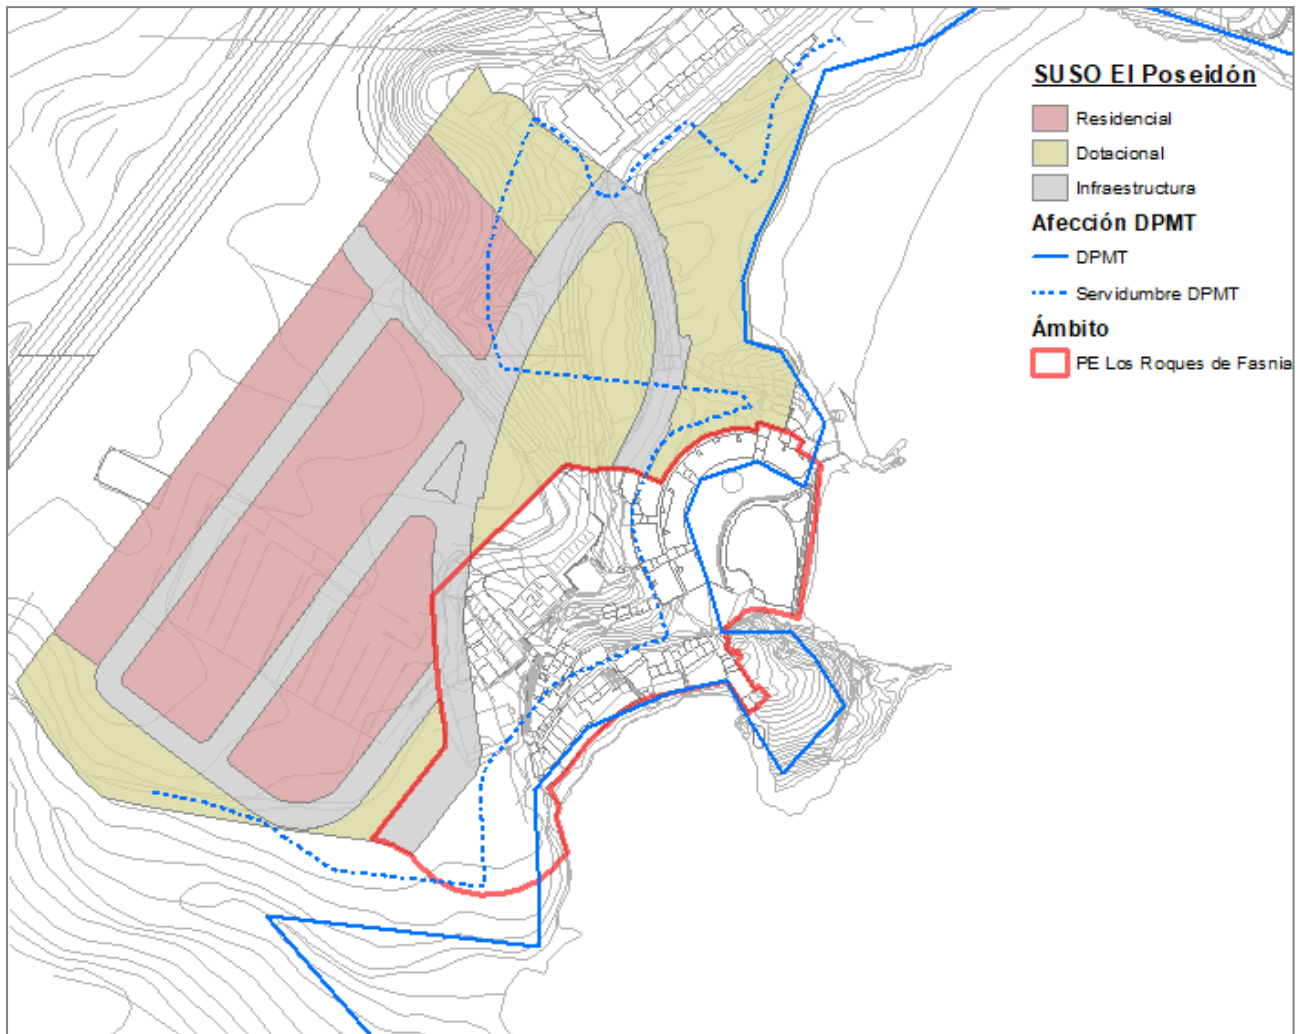 SUSO El Poseidón
Residencial
Dotacional
Infraestructura
Afección DPMT
DPMT
Servidumbre DPMT
Ámbito
PE Los Roques de Fasnia